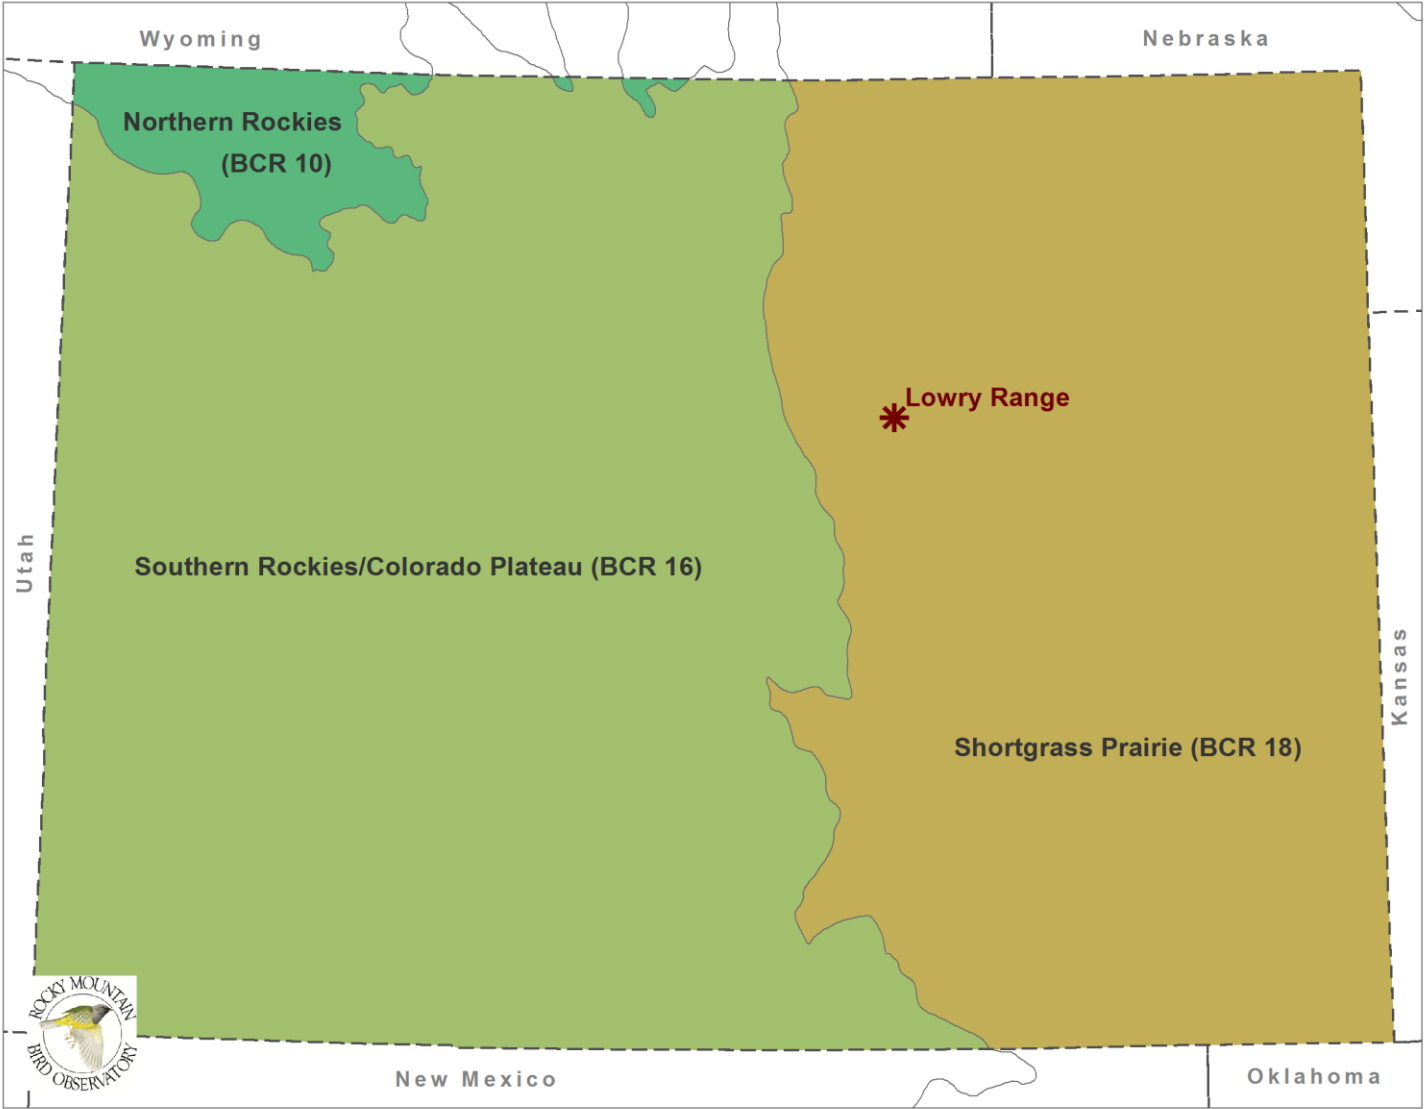 Wyoming
Nebraska
Northern Rockies
(BCR 10)
Lowry Range
Utah
Southern Rockies/Colorado Plateau (BCR 16)
Kansas
Shortgrass Prairie (BCR 18)
ROCKY MOUNTAIN
BIRD OBSERVATORY
New Mexico
Oklahoma